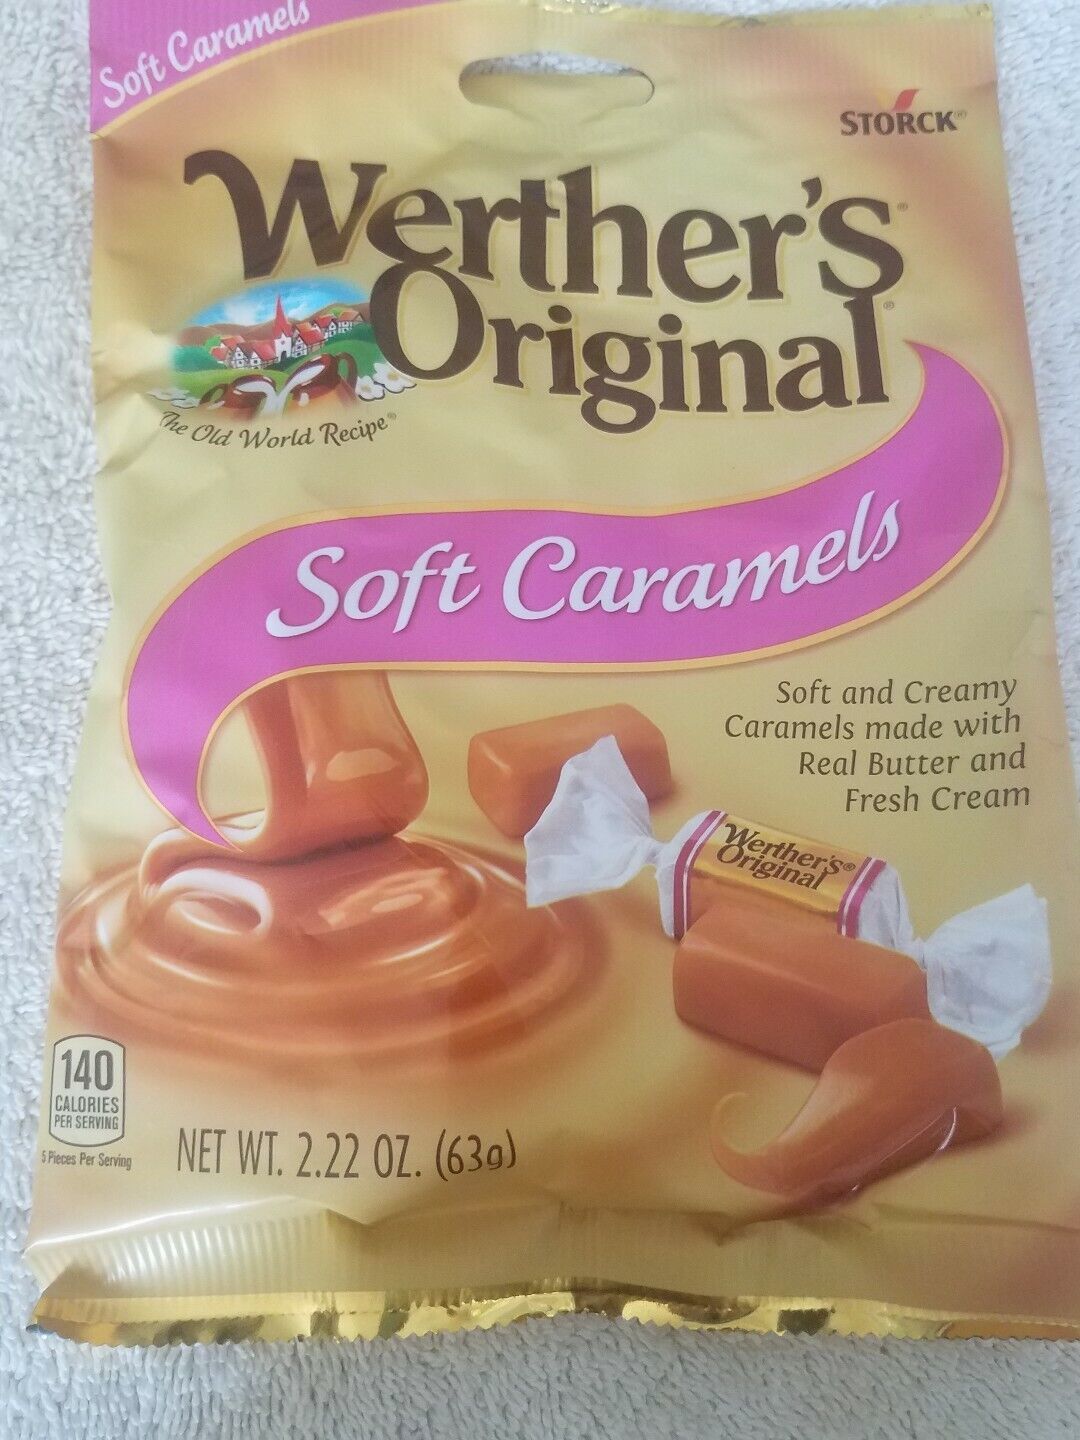 Soft Caramels
STORCK®
Werther's®
Original®
The Old World Recipe®
Soft Caramels
Soft and Creamy
Caramels made with
Real Butter and
Fresh Cream
Werther's®
Original
140
CALORIES
PER SERVING
5 Pieces Per Serving
NET WT. 2.22 OZ. (63g)